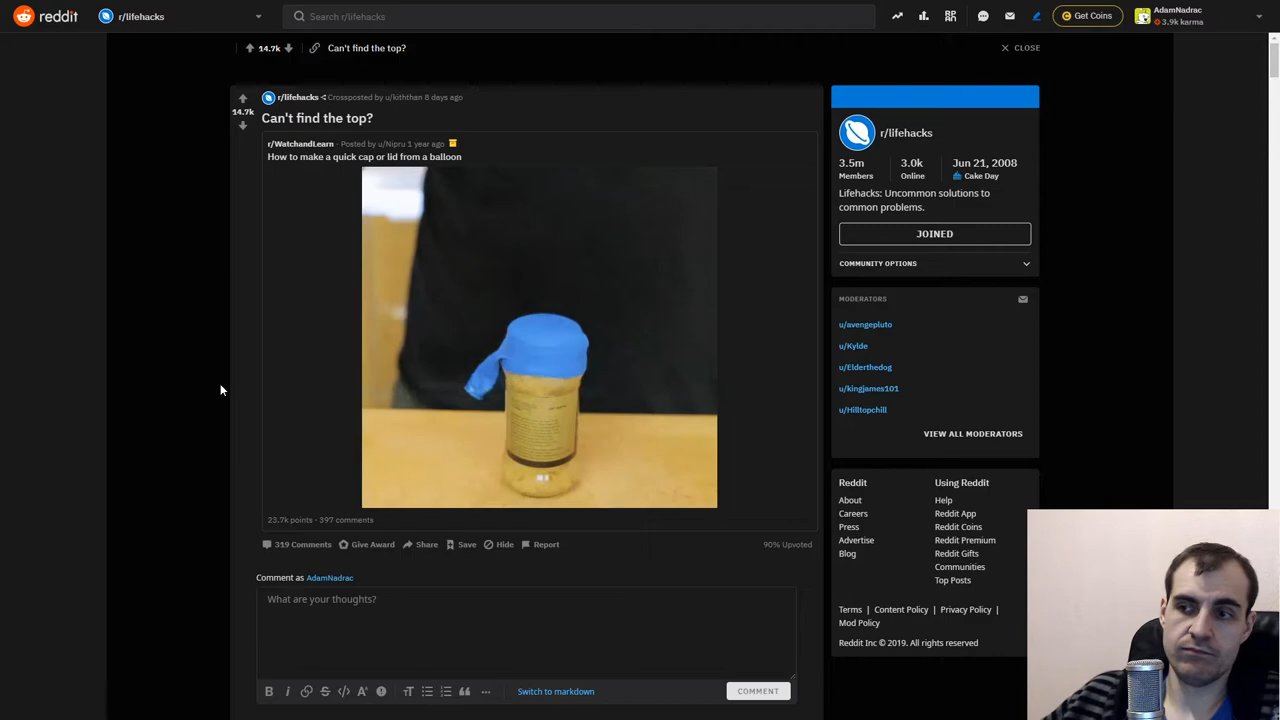 reddit
r/lifehacks
Search r/lifehacks
Get Coins
AdamNadrac
3.9k karma
14.7k
Can't find the top?
CLOSE
r/lifehacks
Crossposted by u/kiththan 8 days ago
14.7k
Can't find the top?
r/WatchandLearn · Posted by u/Nipru 1 year ago
How to make a quick cap or lid from a balloon
23.7k points · 397 comments
319 Comments
Give Award
Share
Save
Hide
Report
90% Upvoted
Comment as AdamNadrac
What are your thoughts?
Switch to markdown
COMMENT
r/lifehacks
3.5m
Members
3.0k
Online
Jun 21, 2008
Cake Day
Lifehacks: Uncommon solutions to
common problems.
JOINED
COMMUNITY OPTIONS
MODERATORS
u/avengepluto
u/Kylde
u/Elderthedog
u/kingjames101
u/Hilltopchill
VIEW ALL MODERATORS
Reddit
About
Careers
Press
Advertise
Blog
Using Reddit
Help
Reddit App
Reddit Coins
Reddit Premium
Reddit Gifts
Communities
Top Posts
Terms | Content Policy | Privacy Policy |
Mod Policy
Reddit Inc © 2019. All rights reserved